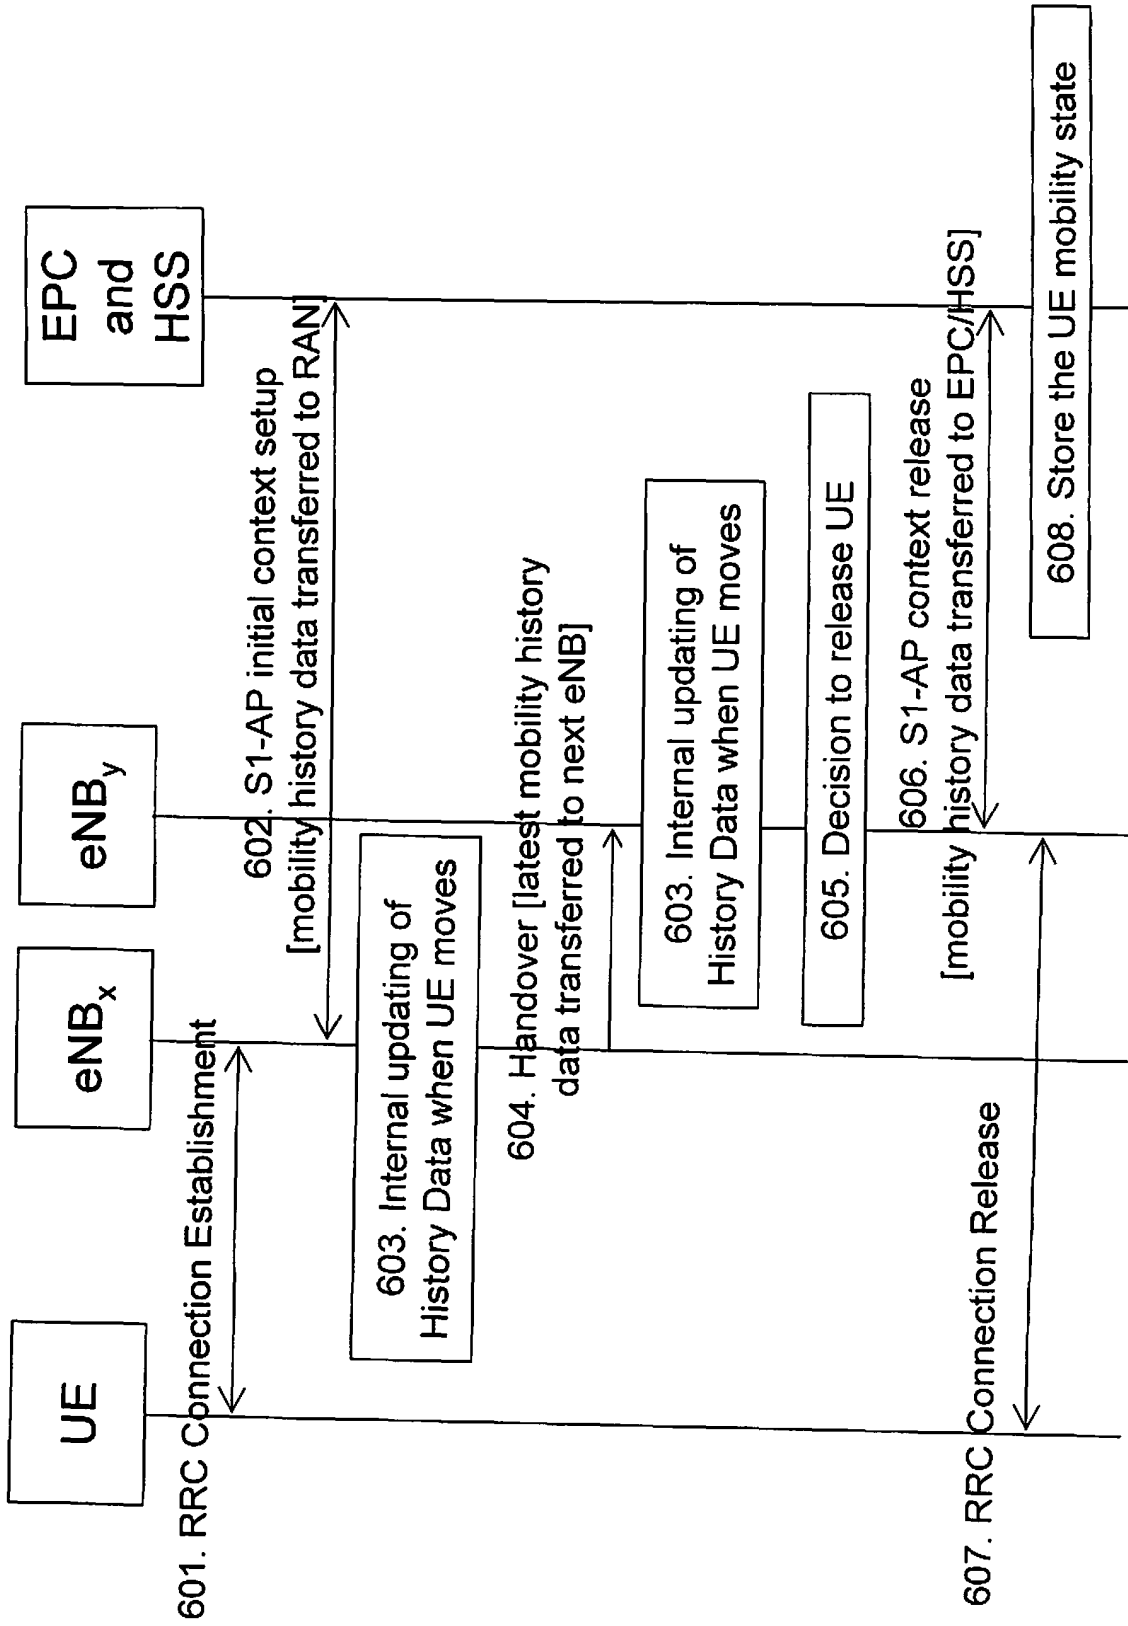 UE
eNBx
eNBy
EPC
and
HSS
601. RRC Connection Establishment
602. S1-AP initial context setup
[mobility history data transferred to RAN]
603. Internal updating of
History Data when UE moves
604. Handover [latest mobility history
data transferred to next eNB]
603. Internal updating of
History Data when UE moves
605. Decision to release UE
606. S1-AP context release
[mobility history data transferred to EPC/HSS]
607. RRC Connection Release
608. Store the UE mobility state